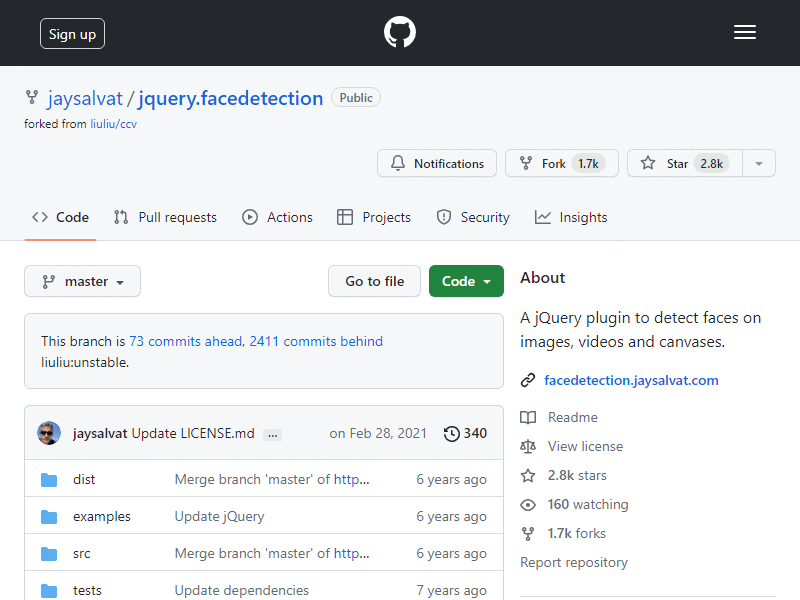 Sign up
jaysalvat / jquery.facedetection Public
forked from liuliu/ccv
Notifications Fork 1.7k Star 2.8k
Code Pull requests Actions Projects Security Insights
master Go to file Code
This branch is 73 commits ahead, 2411 commits behind
liuliu:unstable.
jaysalvat Update LICENSE.md ... on Feb 28, 2021 340
dist Merge branch 'master' of http... 6 years ago
examples Update jQuery 6 years ago
src Merge branch 'master' of http... 6 years ago
tests Update dependencies 7 years ago
About
A jQuery plugin to detect faces on
images, videos and canvases.
facedetection.jaysalvat.com
Readme
View license
2.8k stars
160 watching
1.7k forks
Report repository